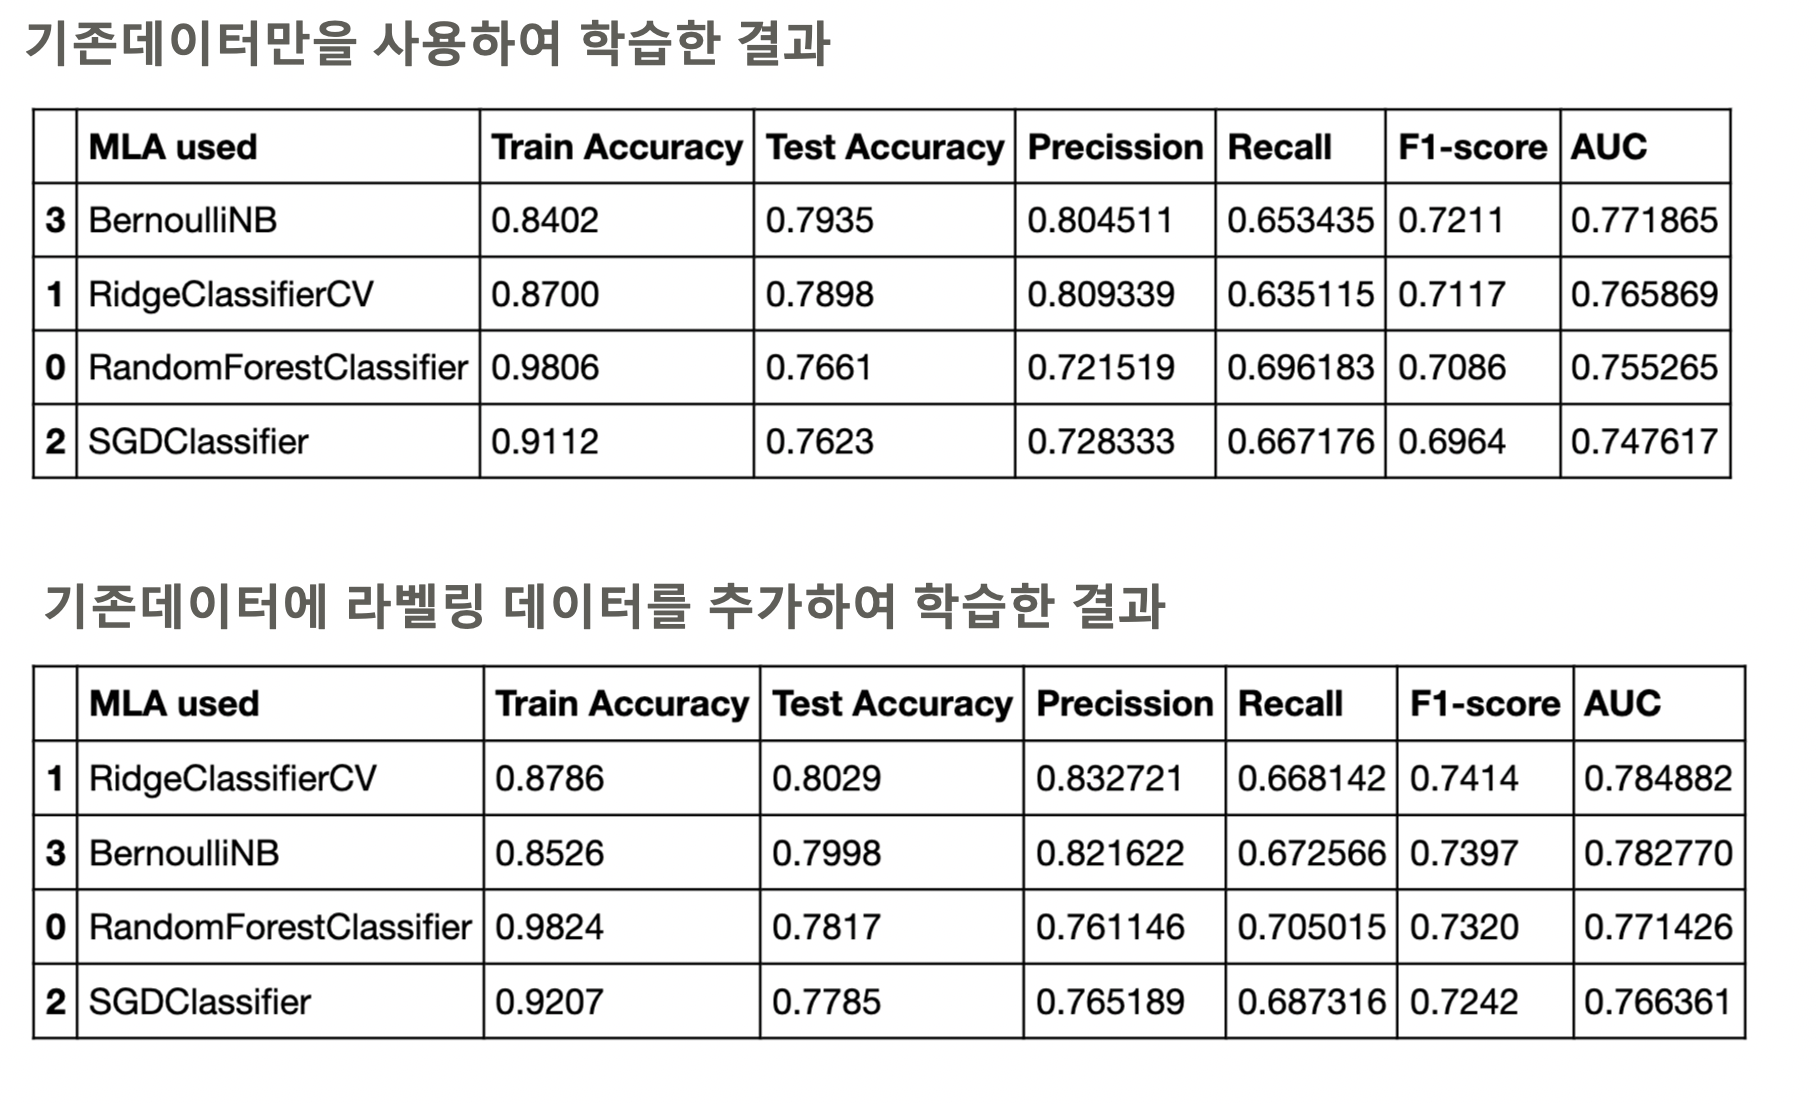 기존데이터만을 사용하여 학습한 결과
MLA used Train Accuracy Test Accuracy Precission Recall F1-score AUC
3 BernoulliNB 0.8402 0.7935 0.804511 0.653435 0.7211 0.771865
1 RidgeClassifierCV 0.8700 0.7898 0.809339 0.635115 0.7117 0.765869
0 RandomForestClassifier 0.9806 0.7661 0.721519 0.696183 0.7086 0.755265
2 SGDClassifier 0.9112 0.7623 0.728333 0.667176 0.6964 0.747617
기존데이터에 라벨링 데이터를 추가하여 학습한 결과
MLA used Train Accuracy Test Accuracy Precission Recall F1-score AUC
1 RidgeClassifierCV 0.8786 0.8029 0.832721 0.668142 0.7414 0.784882
3 BernoulliNB 0.8526 0.7998 0.821622 0.672566 0.7397 0.782770
0 RandomForestClassifier 0.9824 0.7817 0.761146 0.705015 0.7320 0.771426
2 SGDClassifier 0.9207 0.7785 0.765189 0.687316 0.7242 0.766361